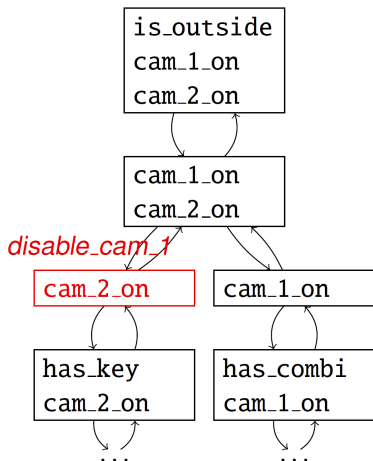 is_outside
cam_1_on
cam_2_on
cam_1_on
cam_2_on
disable_cam_1
cam_2_on
cam_1_on
has_key
cam_2_on
has_combi
cam_1_on
...
...